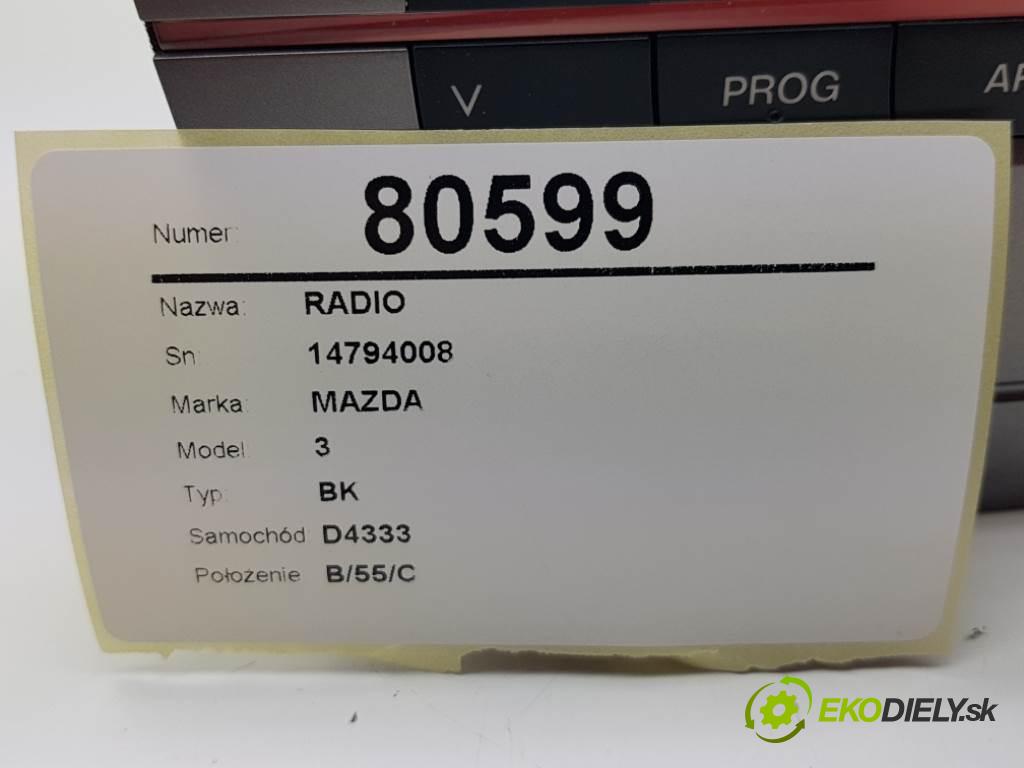 V PROG AF
Numer: 80599
Nazwa: RADIO
Sn: 14794008
Marka: MAZDA
Model: 3
Typ: BK
Samochód: D4333
Położenie B/55/C
EKODIELY.sk